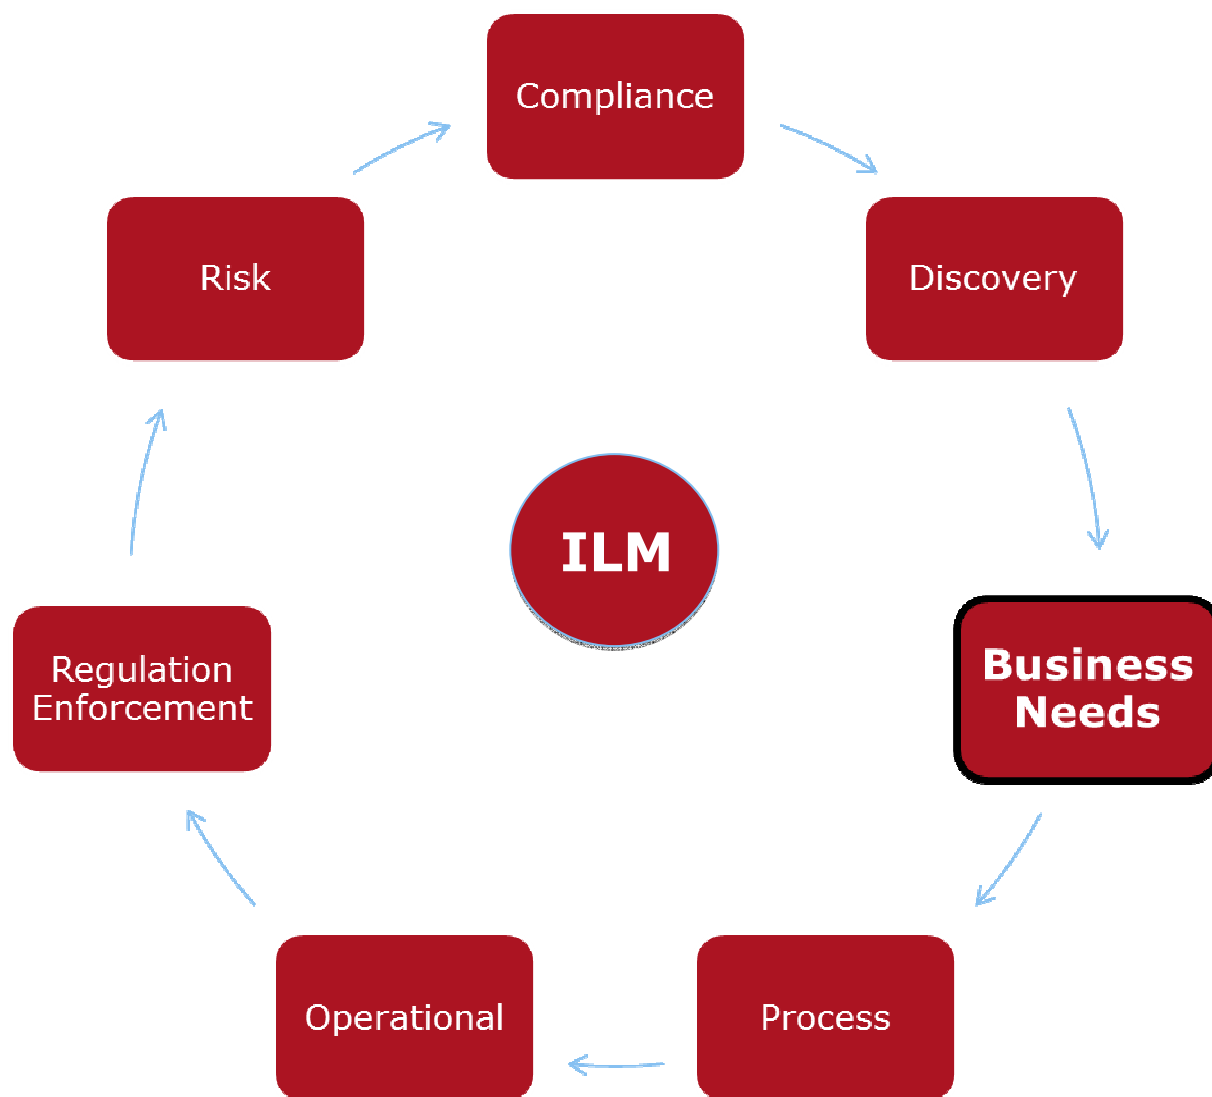 Compliance
Discovery
Business
Needs
Process
Operational
Regulation
Enforcement
Risk
ILM